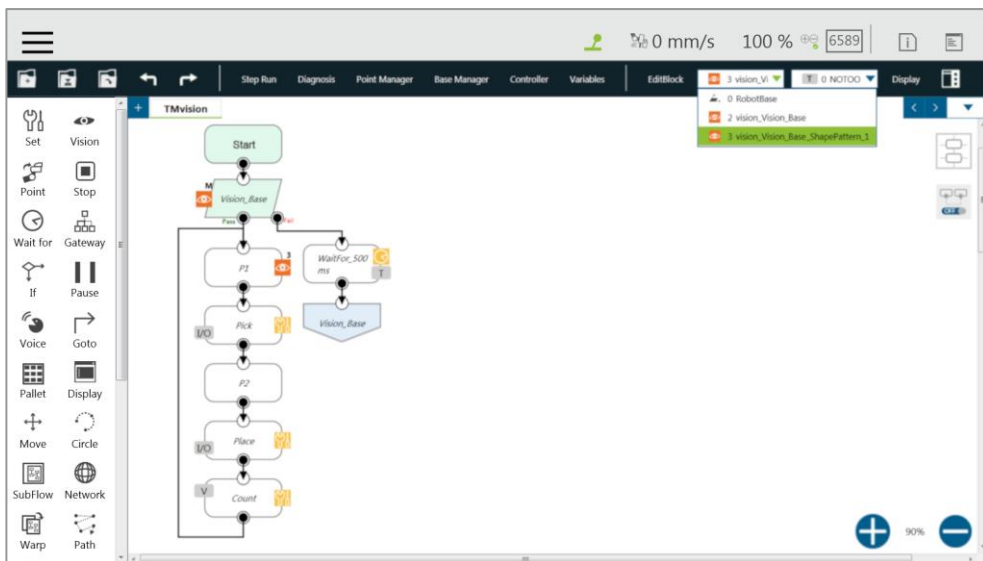 0 mm/s 100 % 6589
Step Run Diagnosis Point Manager Base Manager Controller Variables EditBlock 3 vision_Vi T 0 NOTOO Display
0 RobotBase
2 vision_Vision_Base
3 vision_Vision_Base_ShapePattern_1
TMvision
Set Vision
Point Stop
Wait for Gateway
If Pause
Voice Goto
Pallet Display
Move Circle
SubFlow Network
Warp Path
Start
M
Vision_Base
Pass Fail
3
P1
WaitFor_500
ms
T
I/O
Pick
Vision_Base
P2
I/O
Place
V
Count
OFF
90%